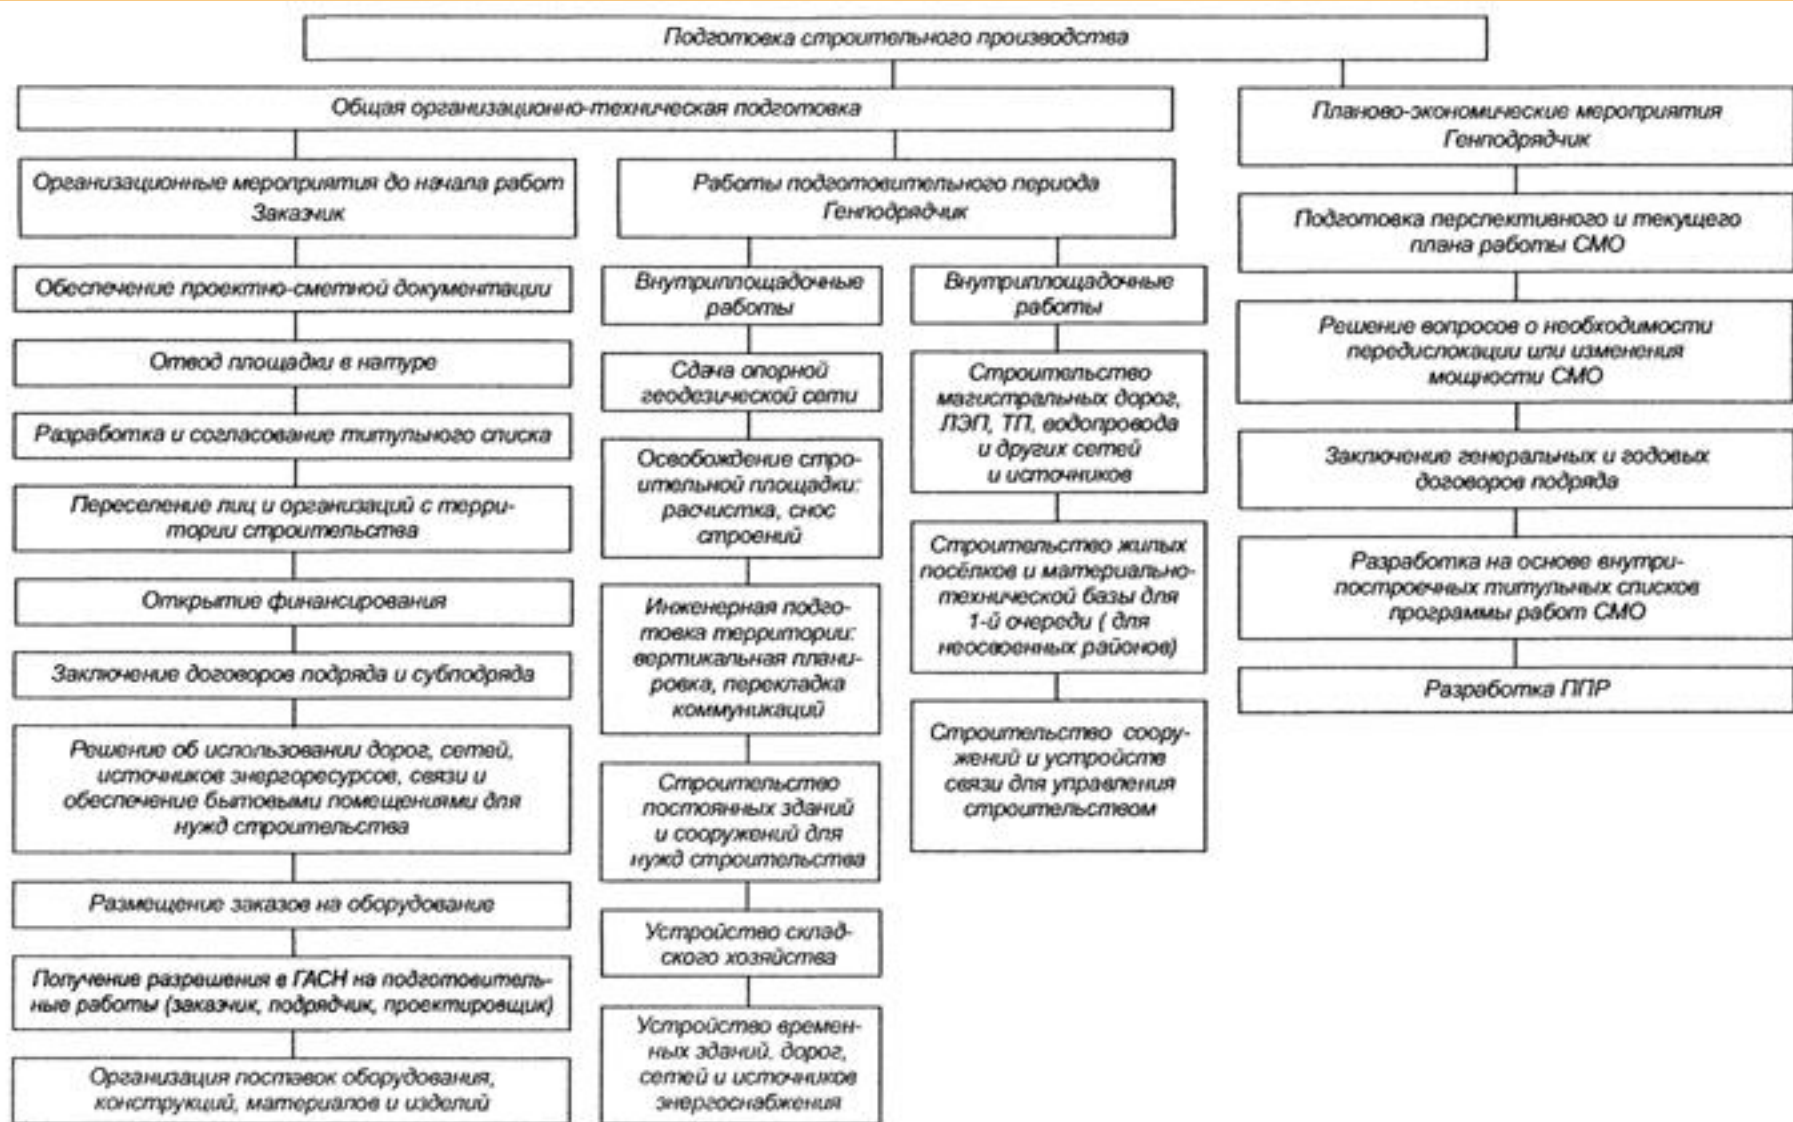 Подготовка строительного производства
Общая организационно-техническая подготовка
Организационные мероприятия до начала работ
Заказчик
Обеспечение проектно-сметной документации
Отвод площадки в натуре
Разработка и согласование титульного списка
Переселение лиц и организаций с терри-
тории строительства
Открытие финансирования
Заключение договоров подряда и субподряда
Решение об использовании дорог, сетей,
источников энергоресурсов, связи и
обеспечение бытовыми помещениями для
нужд строительства
Размещение заказов на оборудование
Получение разрешения в ГАСН на подготовитель-
ные работы (заказчик, подрядчик, проектировщик)
Организация поставок оборудования,
конструкций, материалов и изделий
Работы подготовительного периода
Генподрядчик
Внутриплощадочные
работы
Сдача опорной
геодезической сети
Освобождение стро-
ительной площадки:
расчистка, снос
строений
Инженерная подго-
товка территории:
вертикальная плани-
ровка, перекладка
коммуникаций
Строительство
постоянных зданий
и сооружений для
нужд строительства
Устройство склад-
ского хозяйства
Устройство времен-
ных зданий, дорог,
сетей и источников
энергоснабжения
Внутриплощадочные
работы
Строительство
магистральных дорог,
ЛЭП, ТП, водопровода
и других сетей
и источников
Строительство жилых
посёлков и материально-
технической базы для
1-й очереди ( для
неосвоенных районов)
Строительство соору-
жений и устройств
связи для управления
строительством
Планово-экономические мероприятия
Генподрядчик
Подготовка перспективного и текущего
плана работы СМО
Решение вопросов о необходимости
передислокации или изменения
мощности СМО
Заключение генеральных и годовых
договоров подряда
Разработка на основе внутри-
построечных титульных списков
программы работ СМО
Разработка ППР